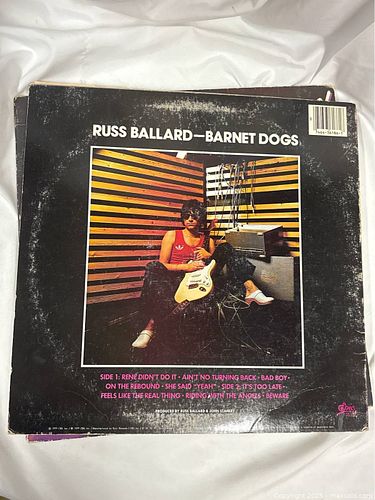 RUSS BALLARD—BARNET DOGS
SIDE 1: RENE DIDN'T DO IT • AIN'T NO TURNING BACK • BAD BOY •
ON THE REBOUND • SHE SAID "YEAH" • SIDE 2: IT'S TOO LATE •
FEELS LIKE THE REAL THING • RIDING WITH THE ANGELS • BEWARE
PRODUCED BY RUSS BALLARD & JOHN STANLEY
Epic